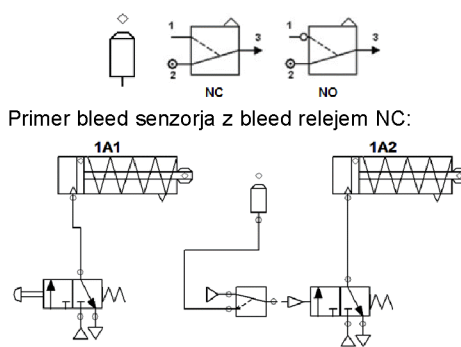 1 3 1 3
2 2
NC NO
Primer bleed senzorja z bleed relejem NC:
1A1 1A2